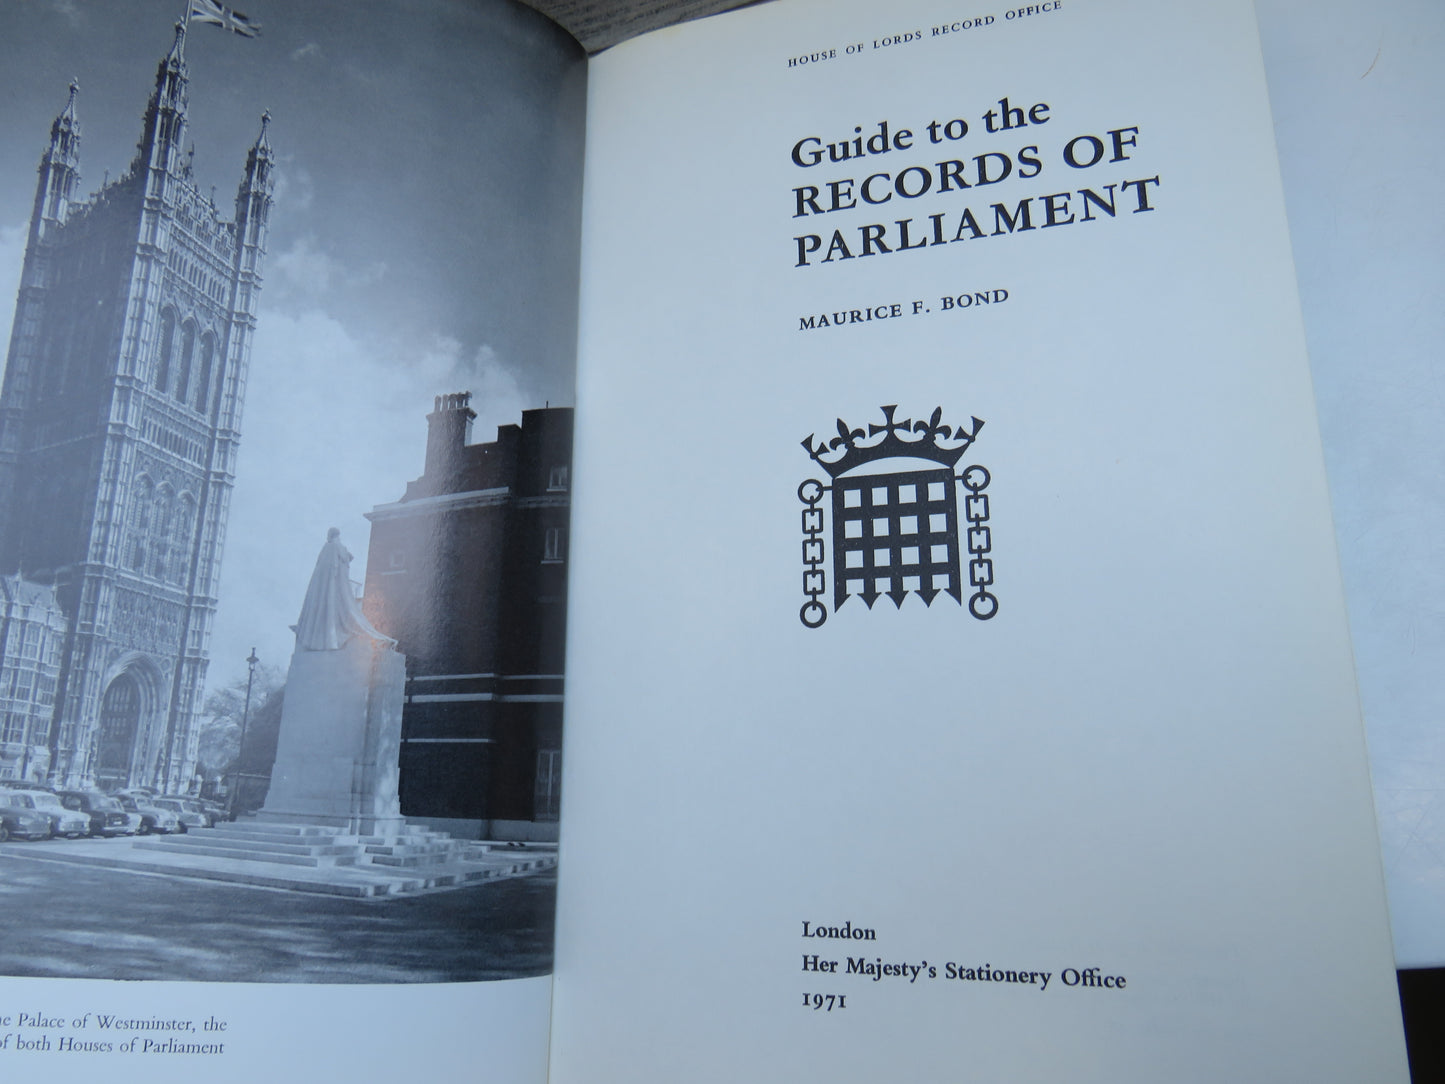 HOUSE OF LORDS RECORD OFFICE
Guide to the
RECORDS OF
PARLIAMENT
MAURICE F. BOND
London
Her Majesty's Stationery Office
1971
Palace of Westminster, the
of both Houses of Parliament